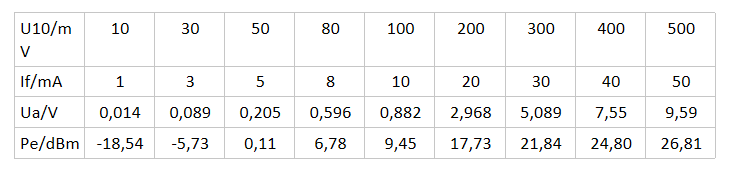 U10/m 10 30 50 80 100 200 300 400 500
V
If/mA 1 3 5 8 10 20 30 40 50
Ua/V 0,014 0,089 0,205 0,596 0,882 2,968 5,089 7,55 9,59
Pe/dBm -18,54 -5,73 0,11 6,78 9,45 17,73 21,84 24,80 26,81